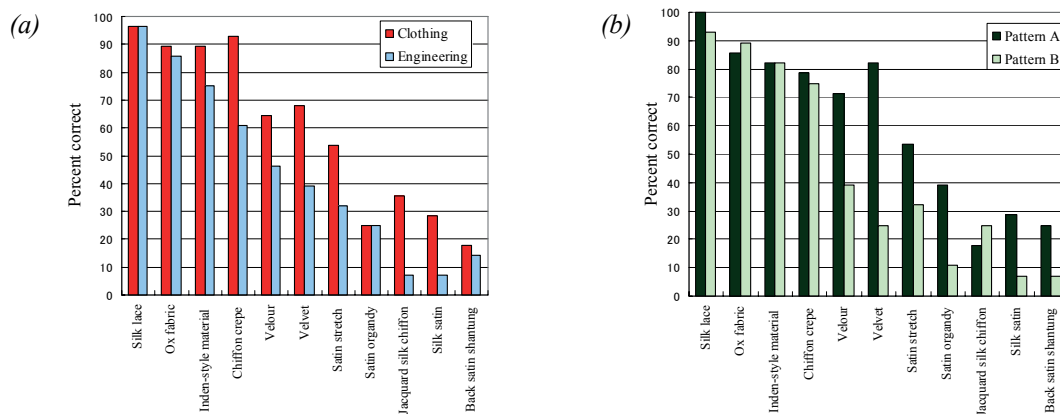 (a)
Percent correct
100
90
80
70
60
50
40
30
20
10
0
Clothing
Engineering
Silk lace
Ox fabric
Inden-style material
Chiffon crepe
Velour
Velvet
Satin stretch
Satin organdy
Jacquard silk chiffon
Silk satin
Back satin shantung
(b)
Percent correct
100
90
80
70
60
50
40
30
20
10
0
Pattern A
Pattern B
Silk lace
Ox fabric
Inden-style material
Chiffon crepe
Velour
Velvet
Satin stretch
Satin organdy
Jacquard silk chiffon
Silk satin
Back satin shantung